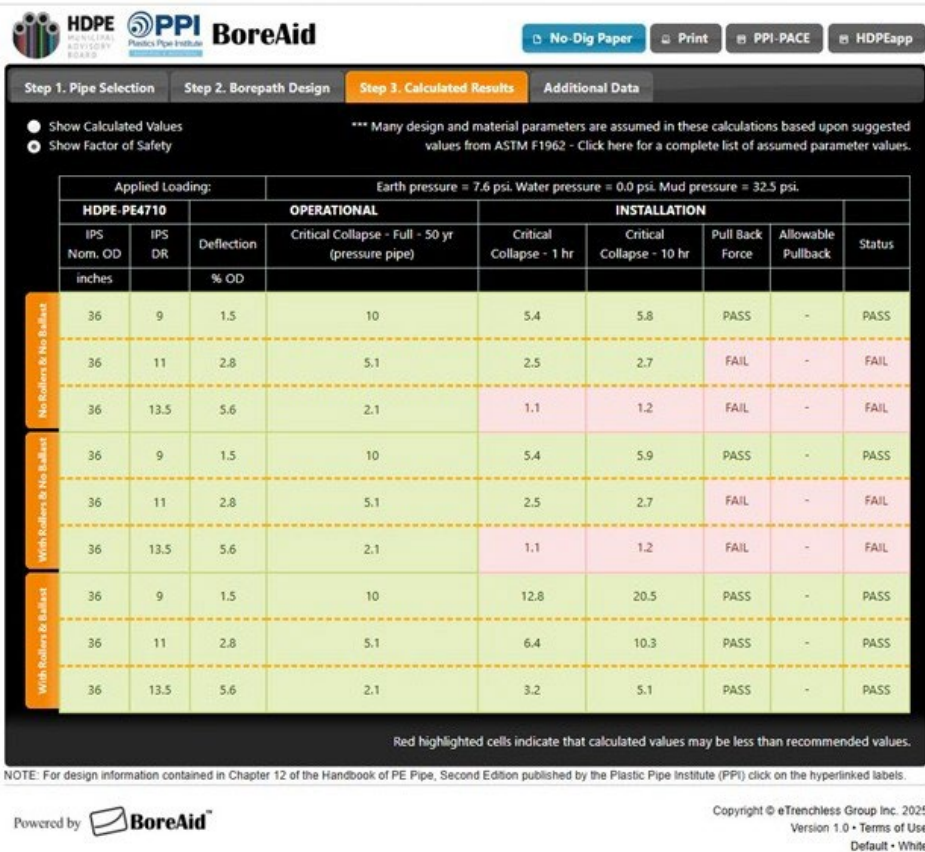 HDPE
MUNICIPAL
ADVISORY
BOARD
PPI
Plastics Pipe Institute
BoreAid
No-Dig Paper
Print
PPI-PACE
HDPEapp
Step 1. Pipe Selection Step 2. Borepath Design Step 3. Calculated Results Additional Data
Show Calculated Values
Show Factor of Safety
*** Many design and material parameters are assumed in these calculations based upon suggested
values from ASTM F1962 - Click here for a complete list of assumed parameter values.
Applied Loading: Earth pressure = 7.6 psi. Water pressure = 0.0 psi. Mud pressure = 32.5 psi.
HDPE-PE4710 OPERATIONAL INSTALLATION
IPS Nom. OD IPS DR Deflection Critical Collapse - Full - 50 yr (pressure pipe) Critical Collapse - 1 hr Critical Collapse - 10 hr Pull Back Force Allowable Pullback Status
inches % OD
No Rollers & No Ballast
36 9 1.5 10 5.4 5.8 PASS - PASS
36 11 2.8 5.1 2.5 2.7 FAIL - FAIL
36 13.5 5.6 2.1 1.1 1.2 FAIL - FAIL
With Rollers & No Ballast
36 9 1.5 10 5.4 5.9 PASS - PASS
36 11 2.8 5.1 2.5 2.7 FAIL - FAIL
36 13.5 5.6 2.1 1.1 1.2 FAIL - FAIL
With Rollers & Ballast
36 9 1.5 10 12.8 20.5 PASS - PASS
36 11 2.8 5.1 6.4 10.3 PASS - PASS
36 13.5 5.6 2.1 3.2 5.1 PASS - PASS
Red highlighted cells indicate that calculated values may be less than recommended values.
NOTE: For design information contained in Chapter 12 of the Handbook of PE Pipe, Second Edition published by the Plastic Pipe Institute (PPI) click on the hyperlinked labels.
Powered by BoreAid™
Copyright © eTrenchless Group Inc. 2025
Version 1.0 • Terms of Use
Default • White